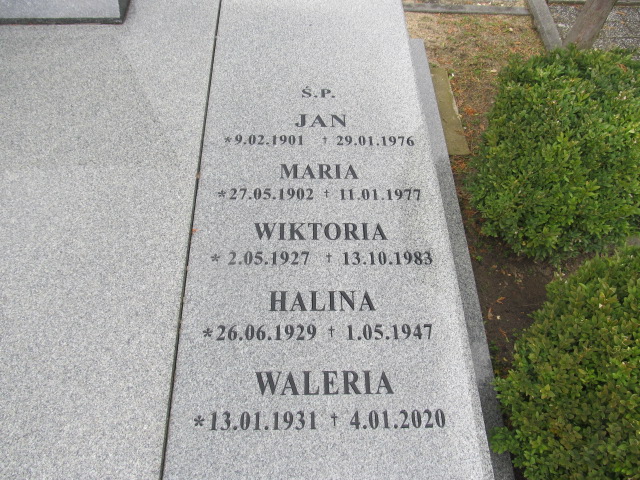 Ś.P.
JAN
*9.02.1901 † 29.01.1976
MARIA
*27.05.1902 † 11.01.1977
WIKTORIA
* 2.05.1927 † 13.10.1983
HALINA
*26.06.1929 † 1.05.1947
WALERIA
*13.01.1931 † 4.01.2020